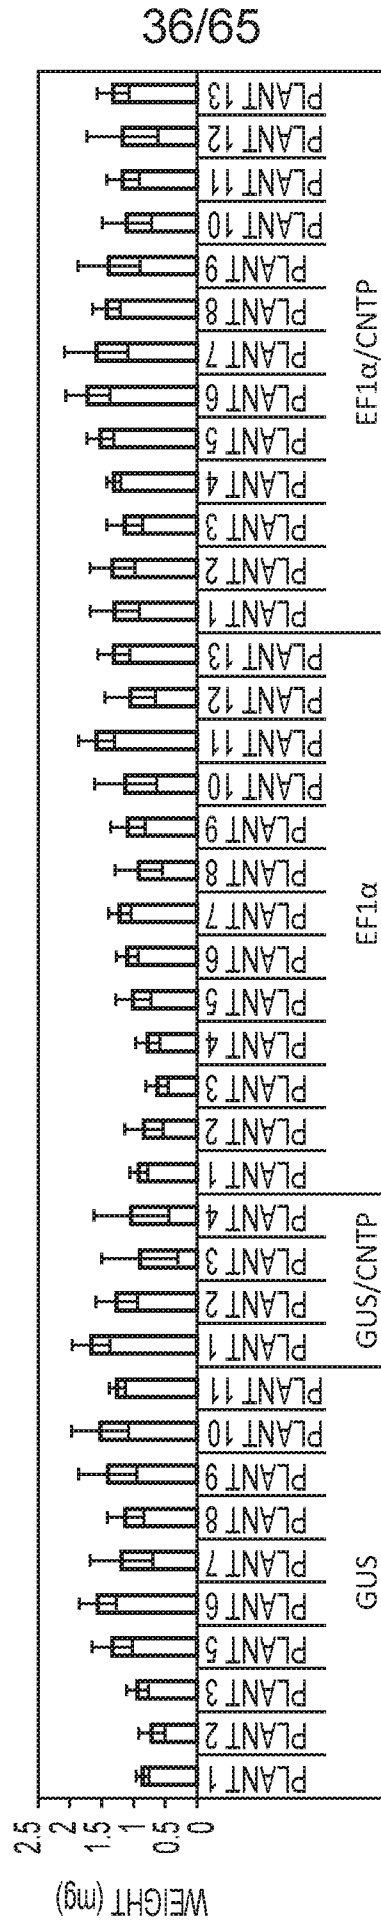 36/65
WEIGHT (mg)
2.5
2
1.5
1
0.5
0
PLANT 1
PLANT 2
PLANT 3
PLANT 5
PLANT 6
PLANT 7
PLANT 8
PLANT 9
PLANT 10
PLANT 11
PLANT 1
PLANT 2
PLANT 3
PLANT 4
PLANT 1
PLANT 2
PLANT 3
PLANT 4
PLANT 5
PLANT 6
PLANT 7
PLANT 8
PLANT 9
PLANT 10
PLANT 11
PLANT 12
PLANT 13
PLANT 1
PLANT 2
PLANT 3
PLANT 4
PLANT 5
PLANT 6
PLANT 7
PLANT 8
PLANT 9
PLANT 10
PLANT 11
PLANT 12
PLANT 13
GUS
GUS/CNTP
EF1α
EF1α/CNTP